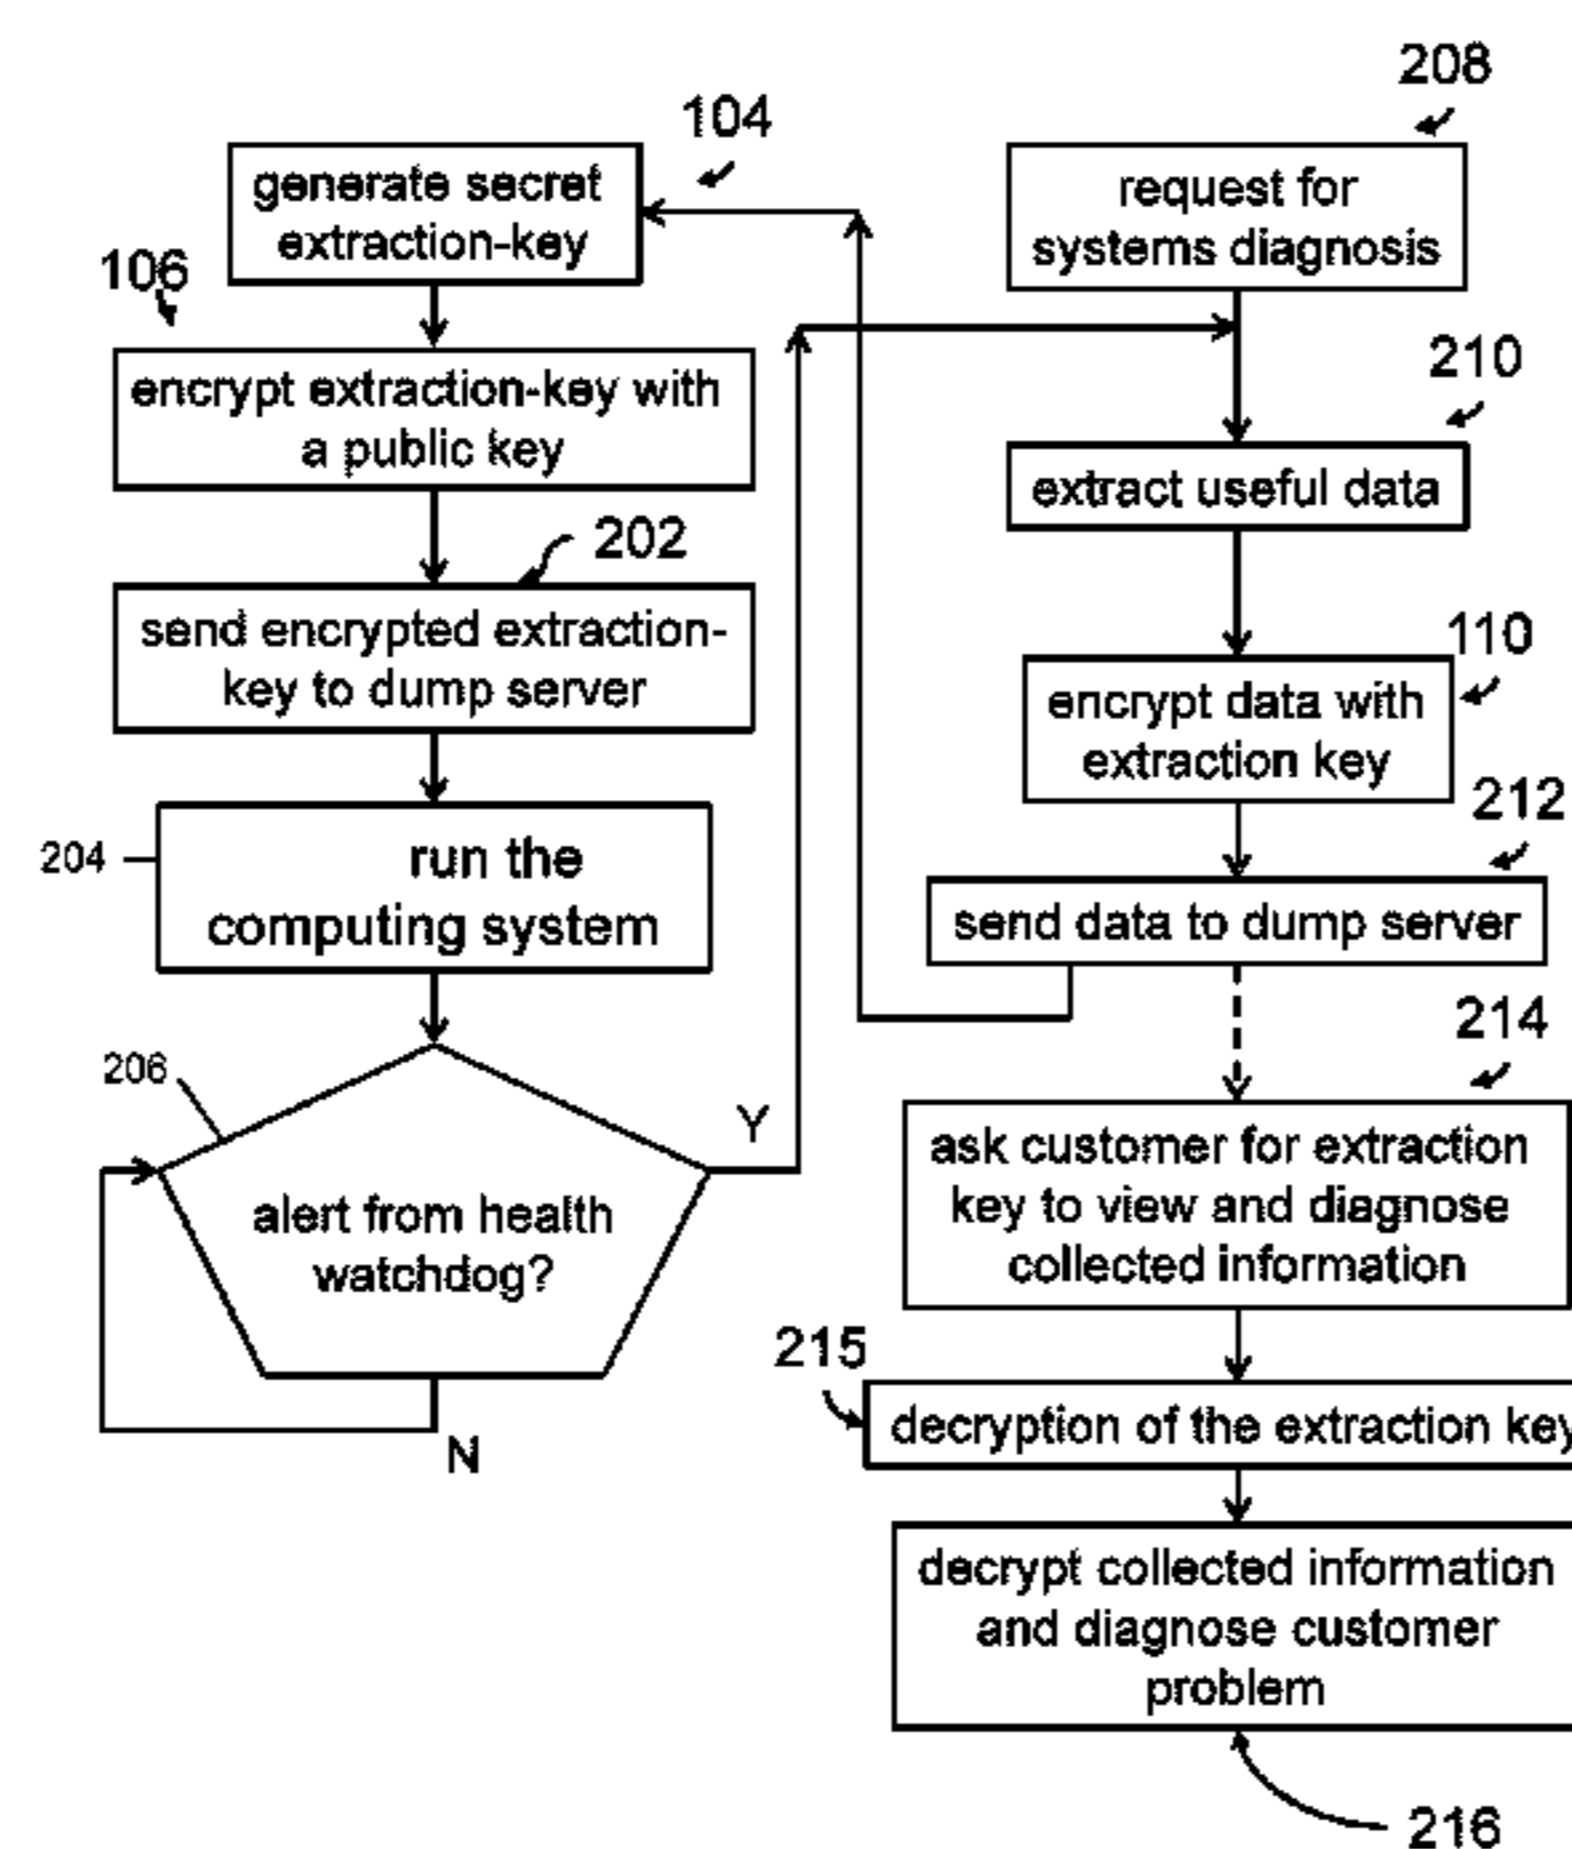 104
generate secret
extraction-key
106
encrypt extraction-key with
a public key
202
send encrypted extraction-
key to dump server
204
run the
computing system
206
alert from health
watchdog?
Y
N
208
request for
systems diagnosis
210
extract useful data
110
encrypt data with
extraction key
212
send data to dump server
214
ask customer for extraction
key to view and diagnose
collected information
215
decryption of the extraction key
decrypt collected information
and diagnose customer
problem
216